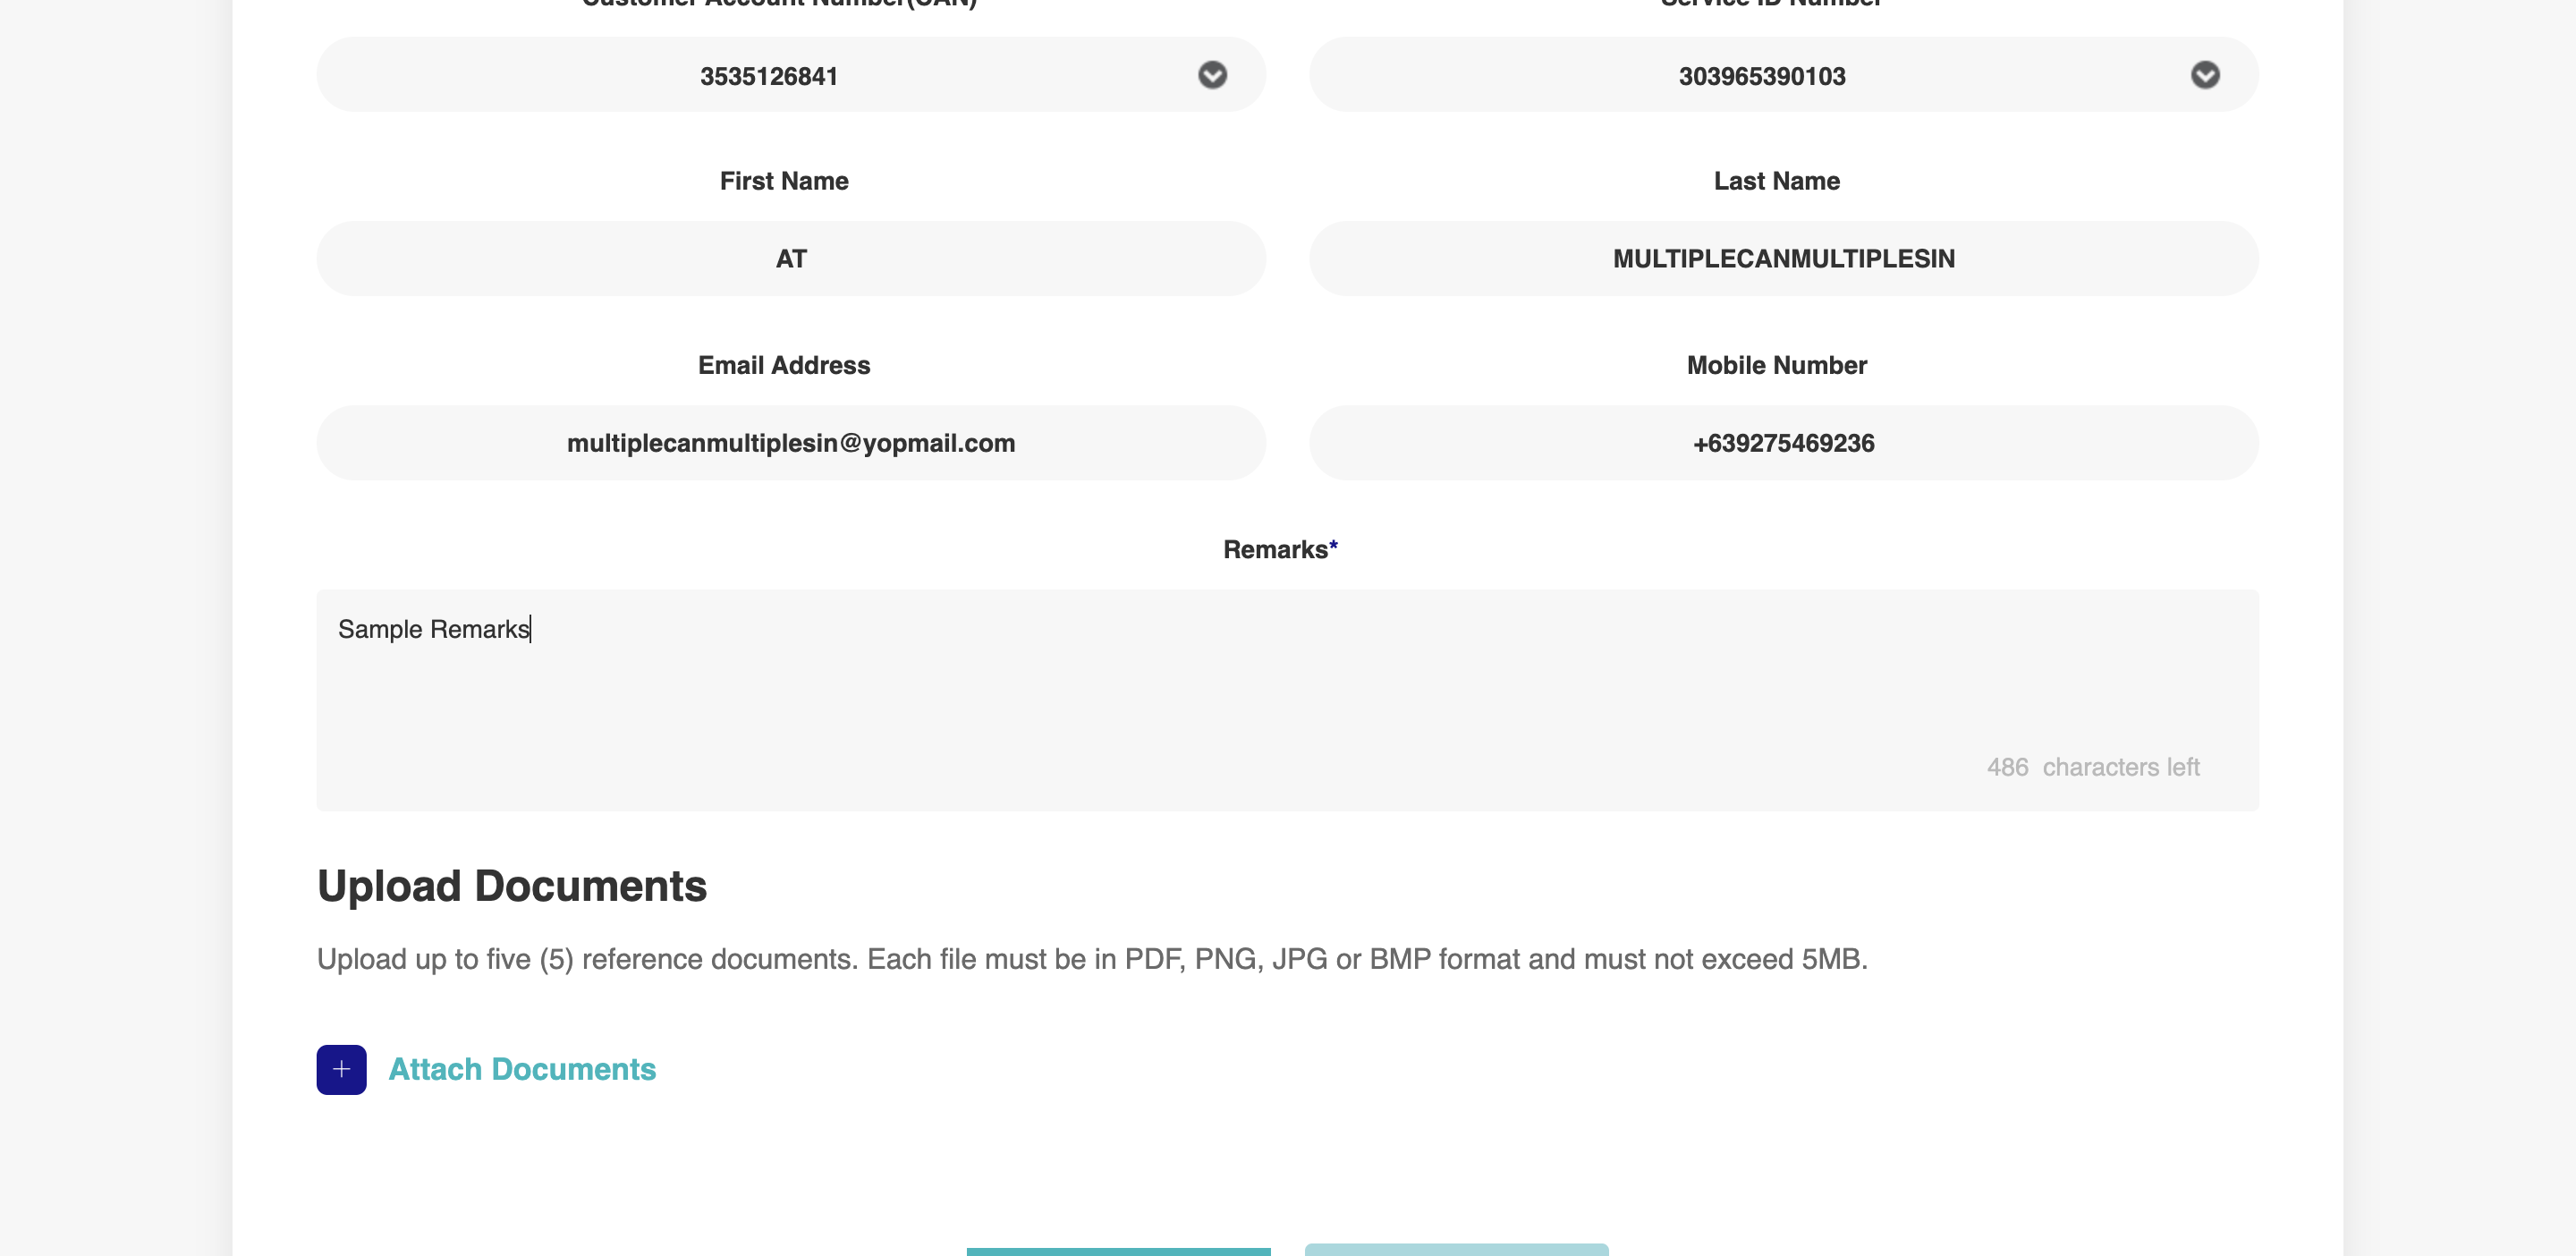 Customer Account Number(CAN)
Service ID Number
3535126841
303965390103
First Name
Last Name
AT
MULTIPLECANMULTIPLESIN
Email Address
Mobile Number
multiplecanmultiplesin@yopmail.com
+639275469236
Remarks*
Sample Remarks
486 characters left
Upload Documents
Upload up to five (5) reference documents. Each file must be in PDF, PNG, JPG or BMP format and must not exceed 5MB.
+ Attach Documents